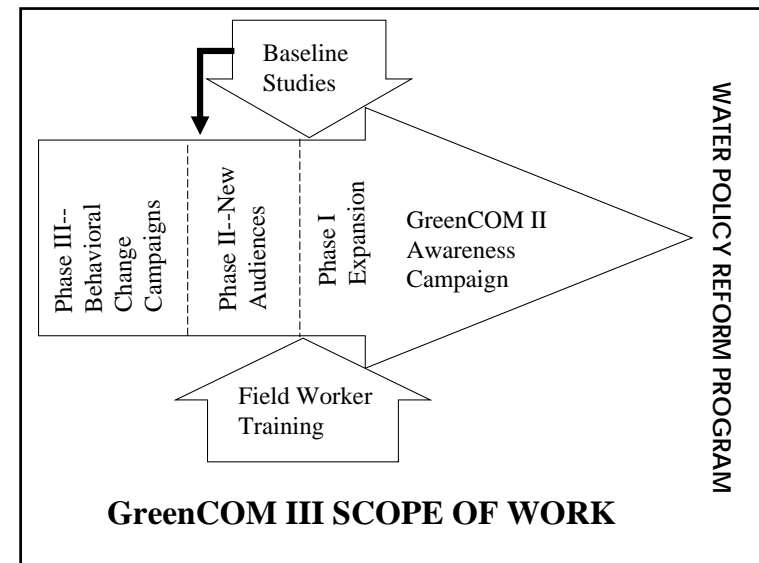 Baseline
Studies
Phase III--
Behavioral
Change
Campaigns
Phase II--New
Audiences
Phase I
Expansion
GreenCOM II
Awareness
Campaign
WATER POLICY REFORM PROGRAM
Field Worker
Training
GreenCOM III SCOPE OF WORK